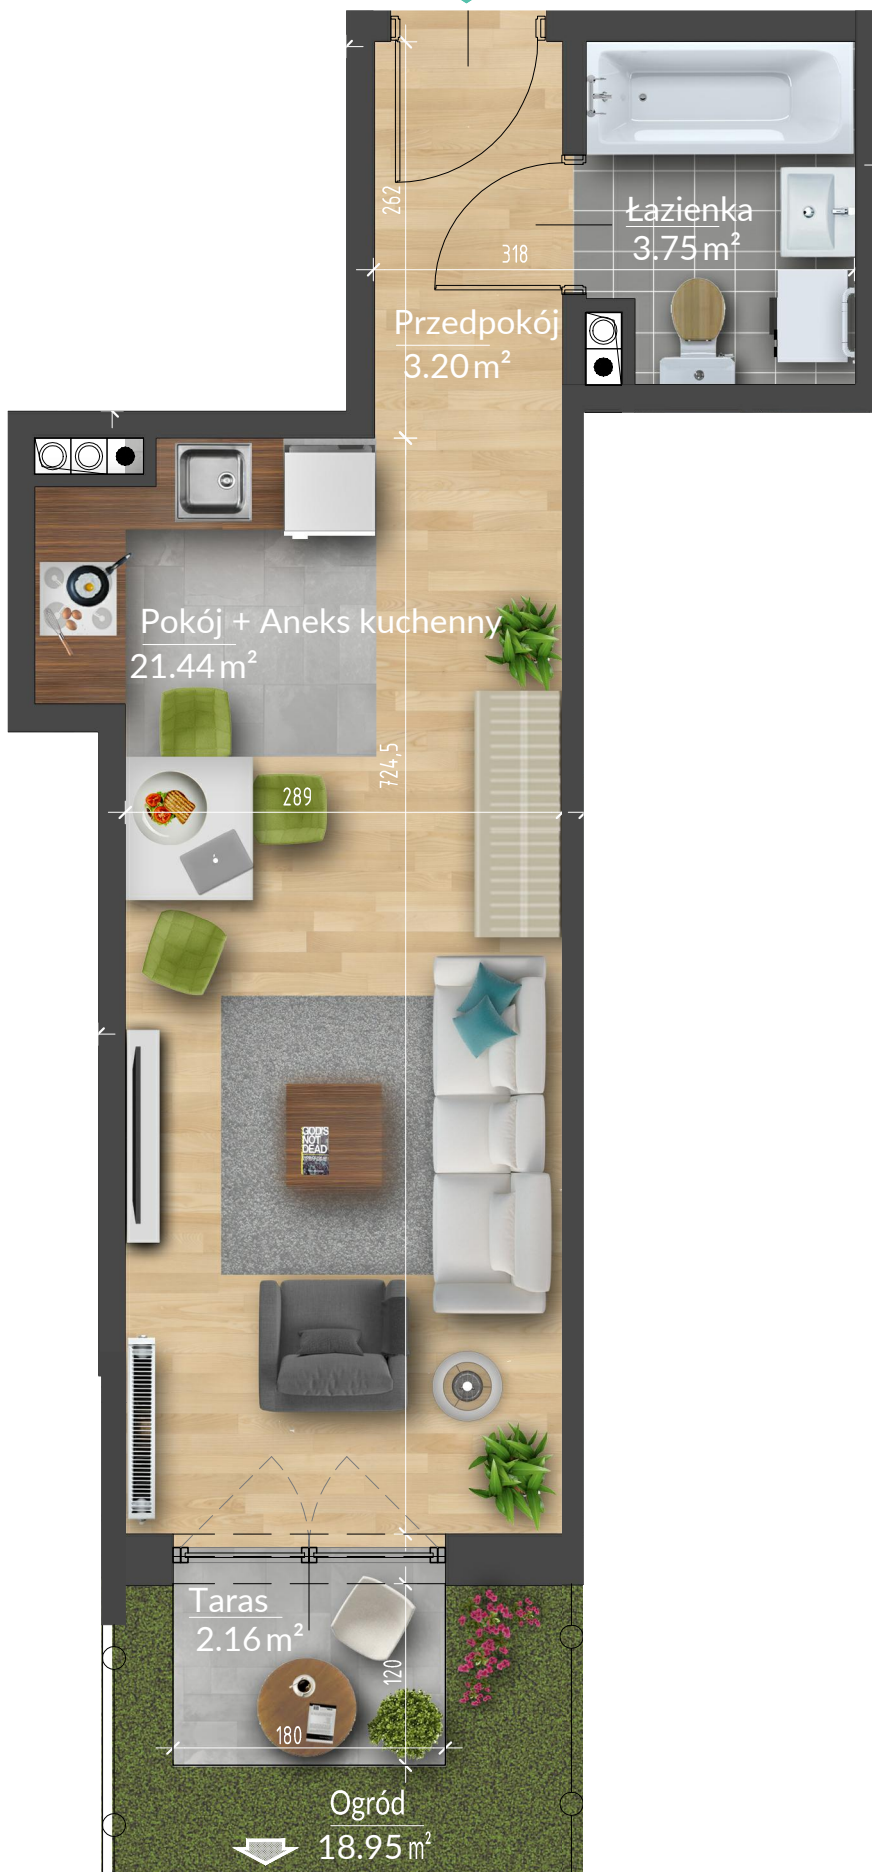 262
Łazienka
3.75 m²
318
Przedpokój
3.20 m²
Pokój + Aneks kuchenny
21.44 m²
724,5
289
GOD'S
NOT
DEAD
Taras
2.16 m²
120
180
Ogród
18.95 m²